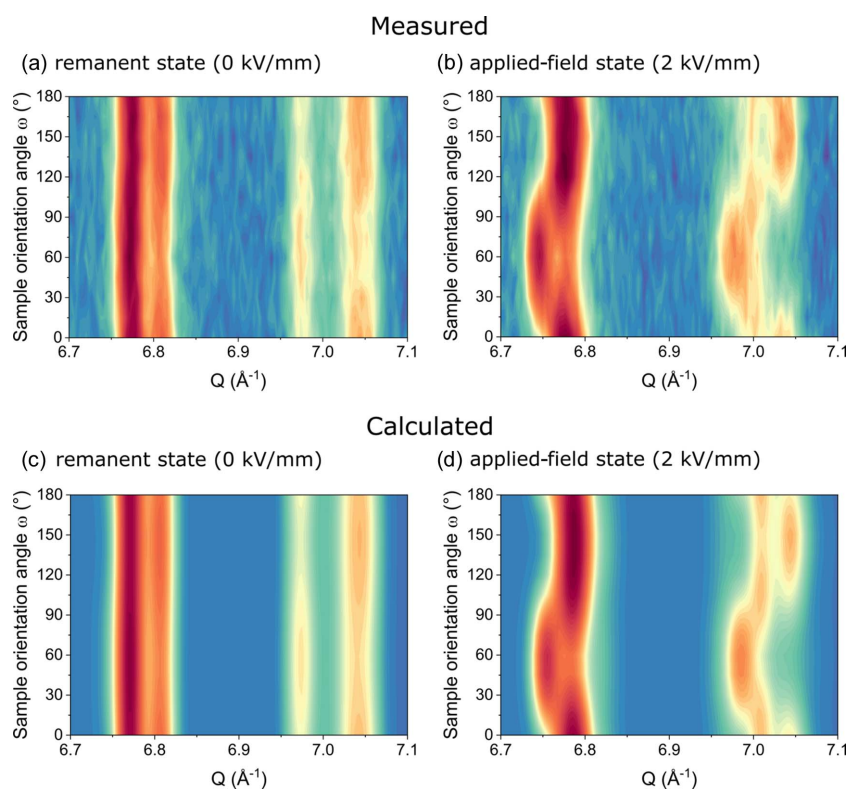 Measured
(a) remanent state (0 kV/mm)
(b) applied-field state (2 kV/mm)
Sample orientation angle ω (°)
180
150
120
90
60
30
0
6.7 6.8 6.9 7.0 7.1
Q (Å⁻¹)
Sample orientation angle ω (°)
180
150
120
90
60
30
0
6.7 6.8 6.9 7.0 7.1
Q (Å⁻¹)
Calculated
(c) remanent state (0 kV/mm)
(d) applied-field state (2 kV/mm)
Sample orientation angle ω (°)
180
150
120
90
60
30
0
6.7 6.8 6.9 7.0 7.1
Q (Å⁻¹)
Sample orientation angle ω (°)
180
150
120
90
60
30
0
6.7 6.8 6.9 7.0 7.1
Q (Å⁻¹)